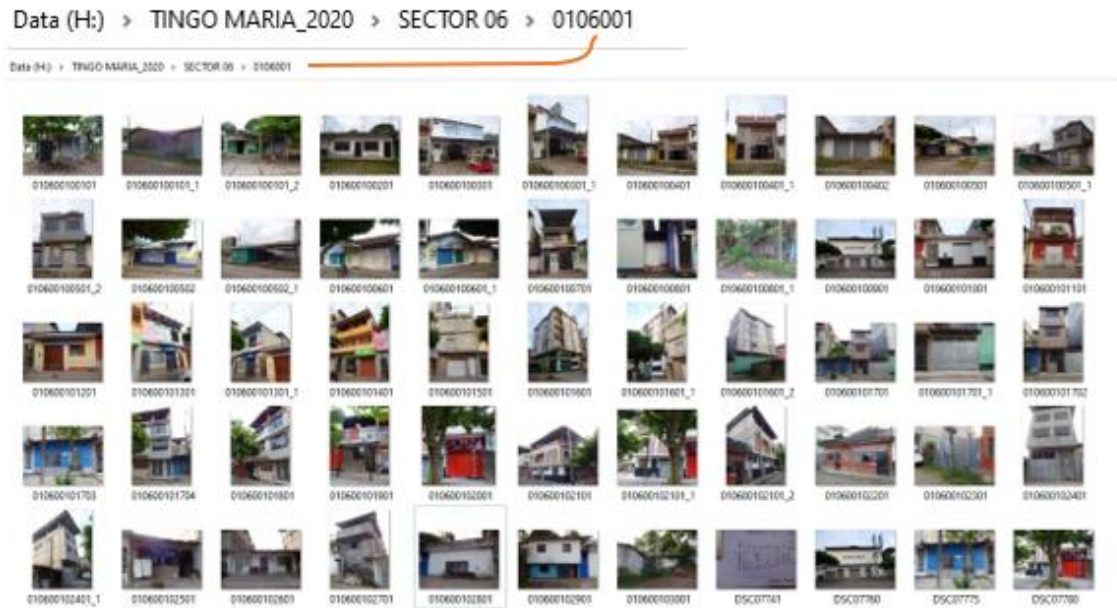 Data (H:) > TINGO MARIA_2020 > SECTOR 06 > 0106001
Data (H:) > TINGO MARIA_2020 > SECTOR 06 > 0106001
010600100101 010600100101_1 010600100101_2 010600100201 010600100301 010600100301_1 010600100401 010600100401_1 010600100402 010600100501 010600100501_1
010600100501_2 010600100502 010600100502_1 010600100601 010600100601_1 010600100701 010600100801 010600100801_1 010600100901 010600101001 010600101101
010600101201 010600101301 010600101301_1 010600101401 010600101501 010600101601 010600101601_1 010600101601_2 010600101701 010600101701_1 010600101702
010600101703 010600101704 010600101801 010600101901 010600102001 010600102101 010600102101_1 010600102101_2 010600102201 010600102301 010600102401
010600102401_1 010600102501 010600102601 010600102701 010600102801 010600102901 010600103001 DSC07741 DSC07760 DSC07775 DSC07780